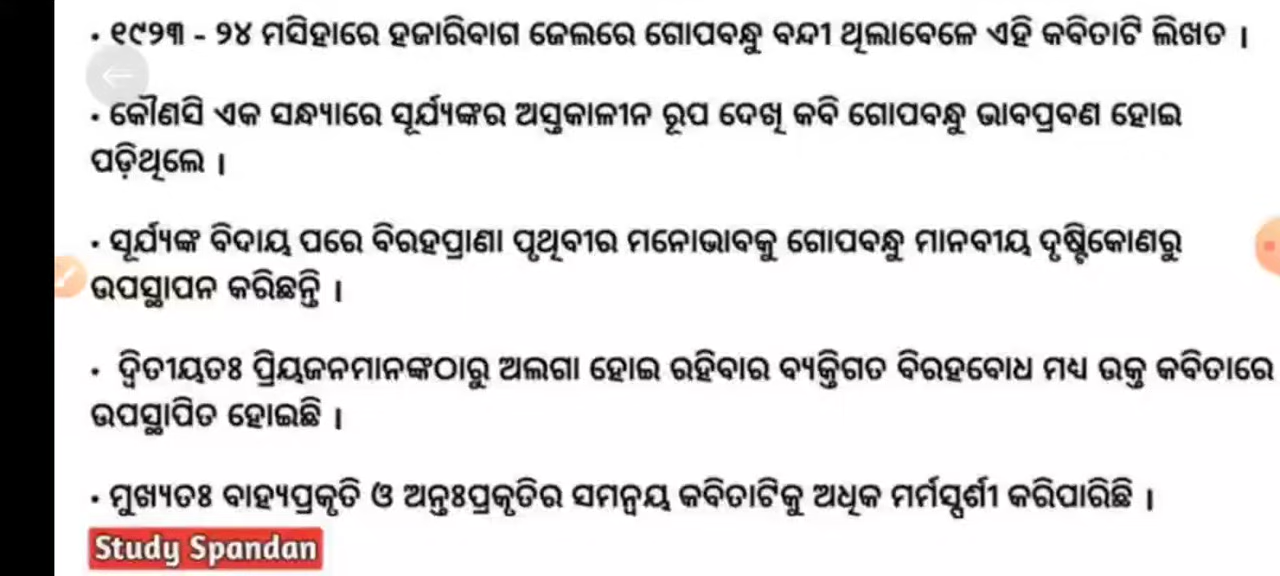 • ୧୯୨୩ - ୨୪ ମସିହାରେ ହଜାରିବାଗ ଜେଲରେ ଗୋପବନ୍ଧୁ ବନ୍ଦୀ ଥିଲାବେଳେ ଏହି କବିତାଟି ଲିଖତ ।
• କୌଣସି ଏକ ସନ୍ଧ୍ୟାରେ ସୂର୍ଯ୍ୟଙ୍କର ଅସ୍ତକାଳୀନ ରୂପ ଦେଖି କବି ଗୋପବନ୍ଧୁ ଭାବପ୍ରବଣ ହୋଇ
ପଡ଼ିଥିଲେ ।
• ସୂର୍ଯ୍ୟଙ୍କ ବିଦାୟ ପରେ ବିରହପ୍ରାଣା ପୃଥିବୀର ମନୋଭାବକୁ ଗୋପବନ୍ଧୁ ମାନବୀୟ ଦୃଷ୍ଟିକୋଣରୁ
ଉପସ୍ଥାପନ କରିଛନ୍ତି ।
• ଦ୍ୱିତୀୟତଃ ପ୍ରିୟଜନମାନଙ୍କଠାରୁ ଅଲଗା ହୋଇ ରହିବାର ବ୍ୟକ୍ତିଗତ ବିରହବୋଧ ମଧ୍ୟ ଉକ୍ତ କବିତାରେ
ଉପସ୍ଥାପିତ ହୋଇଛି ।
• ମୁଖ୍ୟତଃ ବାହ୍ୟପ୍ରକୃତି ଓ ଅନ୍ତଃପ୍ରକୃତିର ସମନ୍ୱୟ କବିତାଟିକୁ ଅଧିକ ମର୍ମସ୍ପର୍ଶୀ କରିପାରିଛି ।
Study Spandan